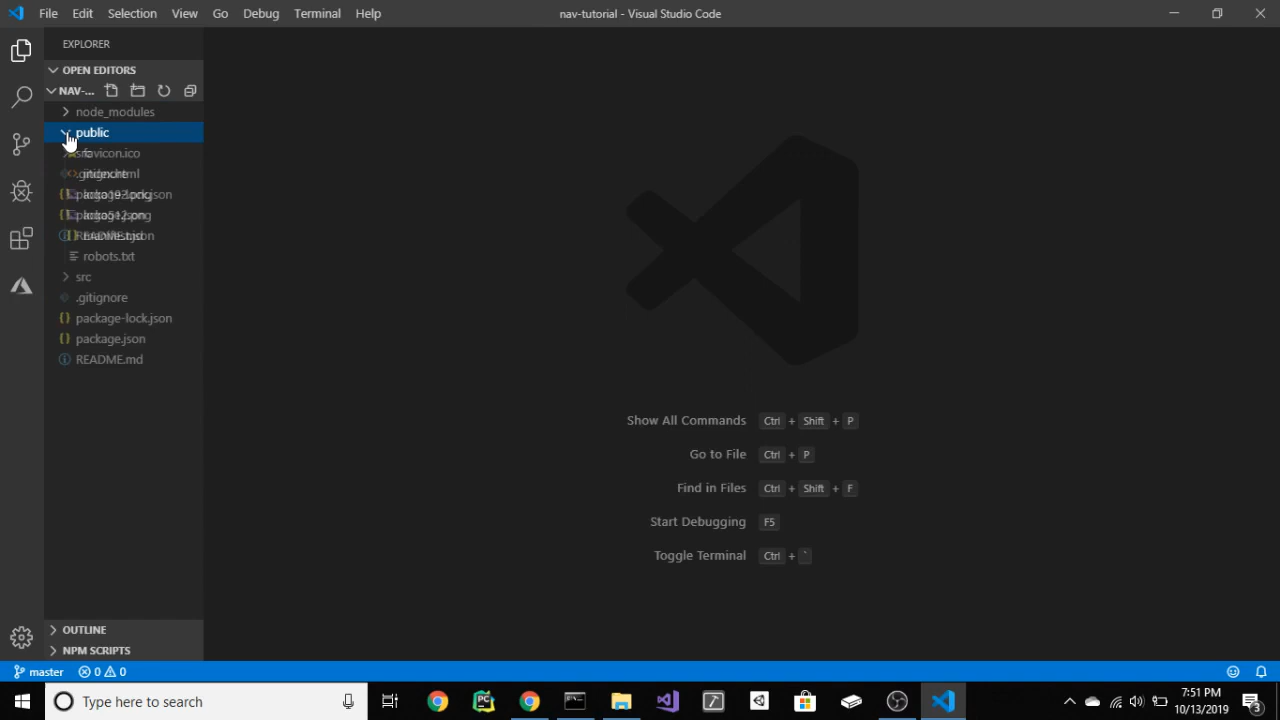 File Edit Selection View Go Debug Terminal Help
nav-tutorial - Visual Studio Code
EXPLORER
OPEN EDITORS
NAV-...
node_modules
public
favicon.ico
robots.txt
src
.gitignore
package-lock.json
package.json
README.md
Show All Commands Ctrl + Shift + P
Go to File Ctrl + P
Find in Files Ctrl + Shift + F
Start Debugging F5
Toggle Terminal Ctrl + `
OUTLINE
NPM SCRIPTS
master 0 0
Type here to search
PC
7:51 PM
10/13/2019
3